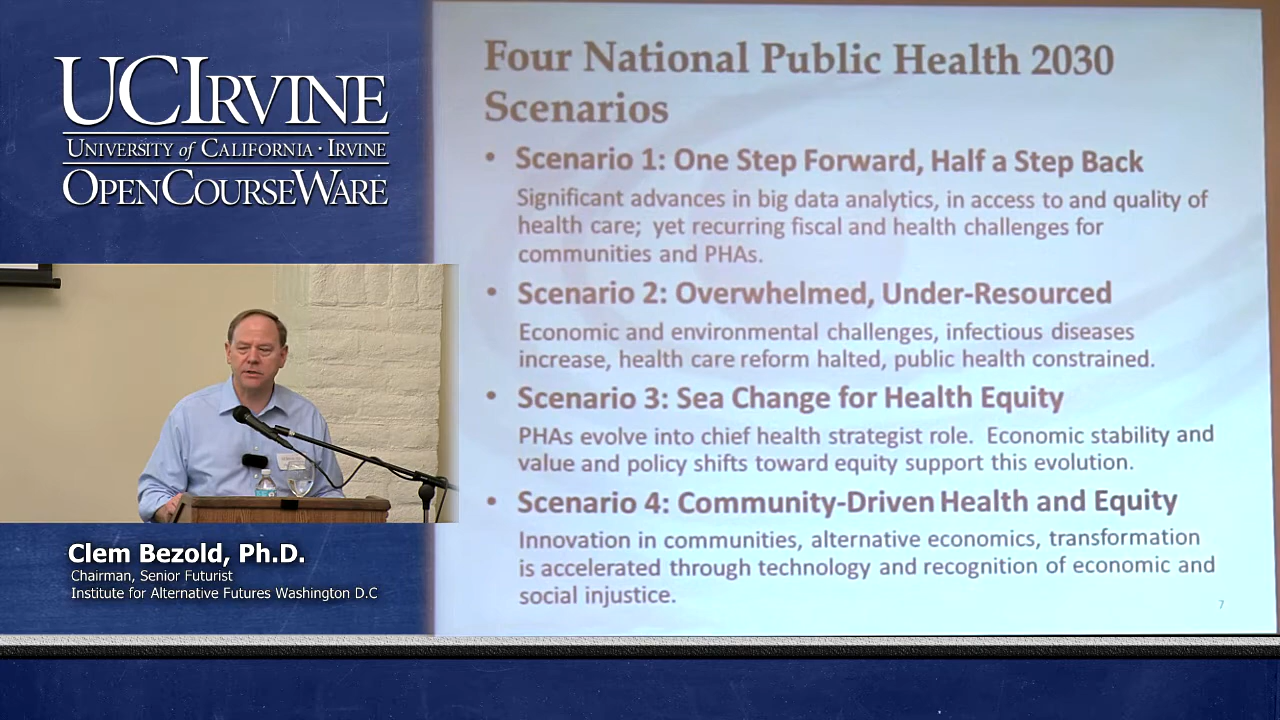 UCIRVINE
UNIVERSITY of CALIFORNIA · IRVINE
OPENCOURSEWARE
Clem Bezold, Ph.D.
Chairman, Senior Futurist
Institute for Alternative Futures Washington D.C
Four National Public Health 2030
Scenarios
• Scenario 1: One Step Forward, Half a Step Back
Significant advances in big data analytics, in access to and quality of
health care; yet recurring fiscal and health challenges for
communities and PHAs.
• Scenario 2: Overwhelmed, Under-Resourced
Economic and environmental challenges, infectious diseases
increase, health care reform halted, public health constrained.
• Scenario 3: Sea Change for Health Equity
PHAs evolve into chief health strategist role. Economic stability and
value and policy shifts toward equity support this evolution.
• Scenario 4: Community-Driven Health and Equity
Innovation in communities, alternative economics, transformation
is accelerated through technology and recognition of economic and
social injustice.
7